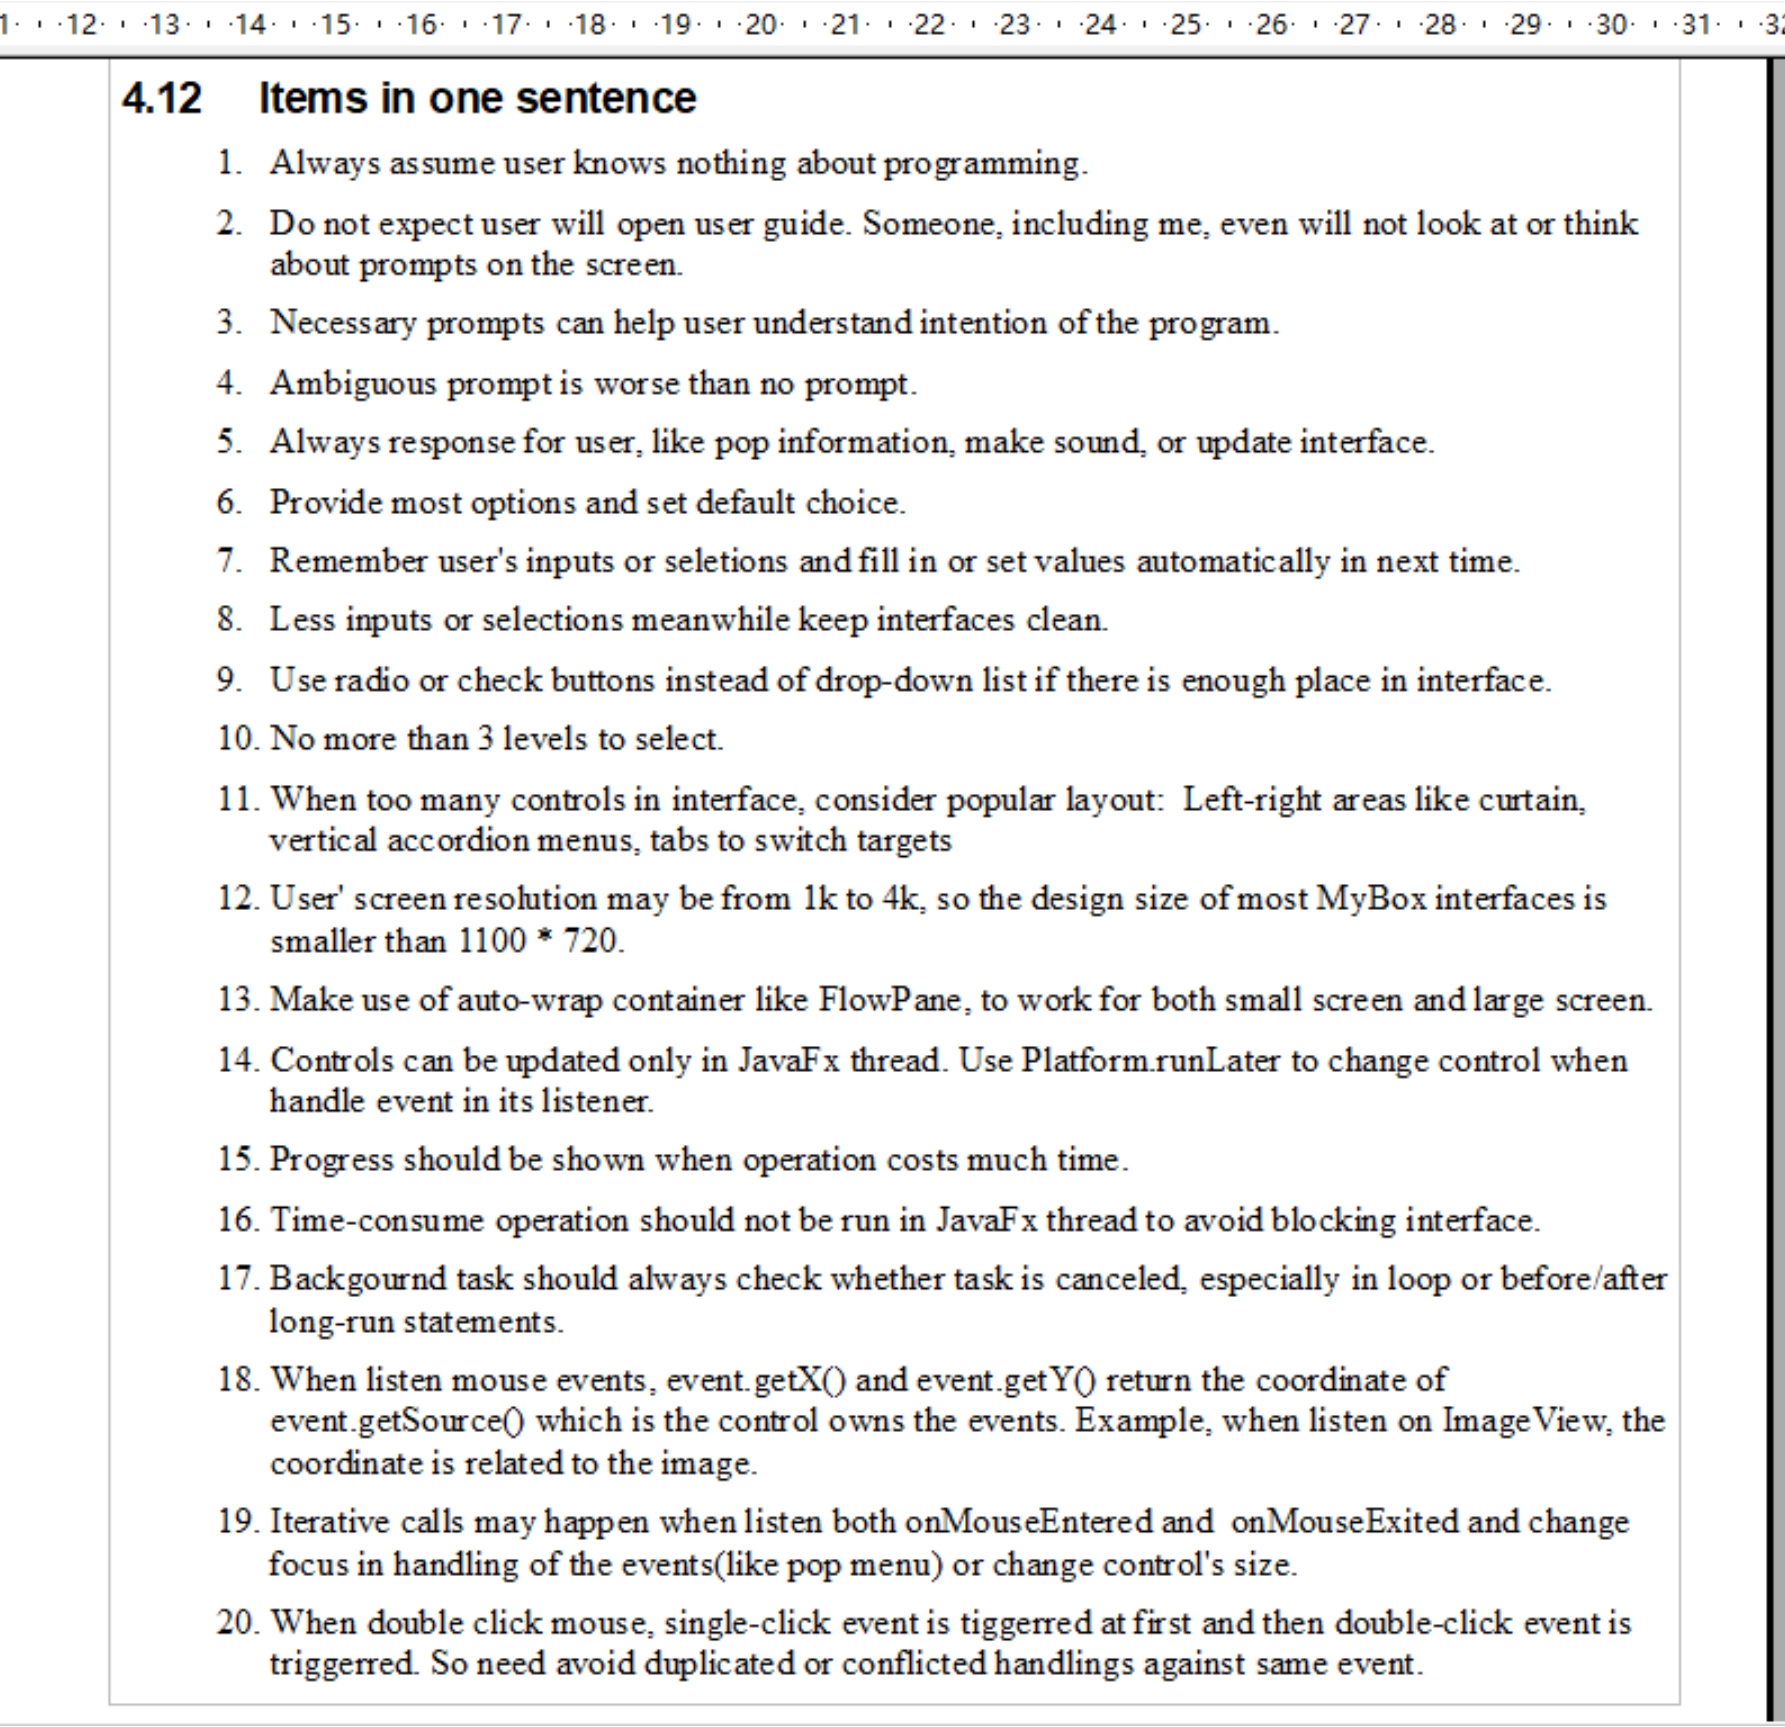 1· ·12· ·13· ·14· ·15· ·16· ·17· ·18· ·19· ·20· ·21· ·22· ·23· ·24· ·25· ·26· ·27· ·28· ·29· ·30· ·31· ·32
4.12 Items in one sentence
1. Always assume user knows nothing about programming.
2. Do not expect user will open user guide. Someone, including me, even will not look at or think
about prompts on the screen.
3. Necessary prompts can help user understand intention of the program.
4. Ambiguous prompt is worse than no prompt.
5. Always response for user, like pop information, make sound, or update interface.
6. Provide most options and set default choice.
7. Remember user's inputs or seletions and fill in or set values automatically in next time.
8. Less inputs or selections meanwhile keep interfaces clean.
9. Use radio or check buttons instead of drop-down list if there is enough place in interface.
10. No more than 3 levels to select.
11. When too many controls in interface, consider popular layout:  Left-right areas like curtain,
vertical accordion menus, tabs to switch targets
12. User' screen resolution may be from 1k to 4k, so the design size of most MyBox interfaces is
smaller than 1100 * 720.
13. Make use of auto-wrap container like FlowPane, to work for both small screen and large screen.
14. Controls can be updated only in JavaFx thread. Use Platform.runLater to change control when
handle event in its listener.
15. Progress should be shown when operation costs much time.
16. Time-consume operation should not be run in JavaFx thread to avoid blocking interface.
17. Backgournd task should always check whether task is canceled, especially in loop or before/after
long-run statements.
18. When listen mouse events, event.getX() and event.getY() return the coordinate of
event.getSource() which is the control owns the events. Example, when listen on ImageView, the
coordinate is related to the image.
19. Iterative calls may happen when listen both onMouseEntered and  onMouseExited and change
focus in handling of the events(like pop menu) or change control's size.
20. When double click mouse, single-click event is tiggerred at first and then double-click event is
triggerred. So need avoid duplicated or conflicted handlings against same event.